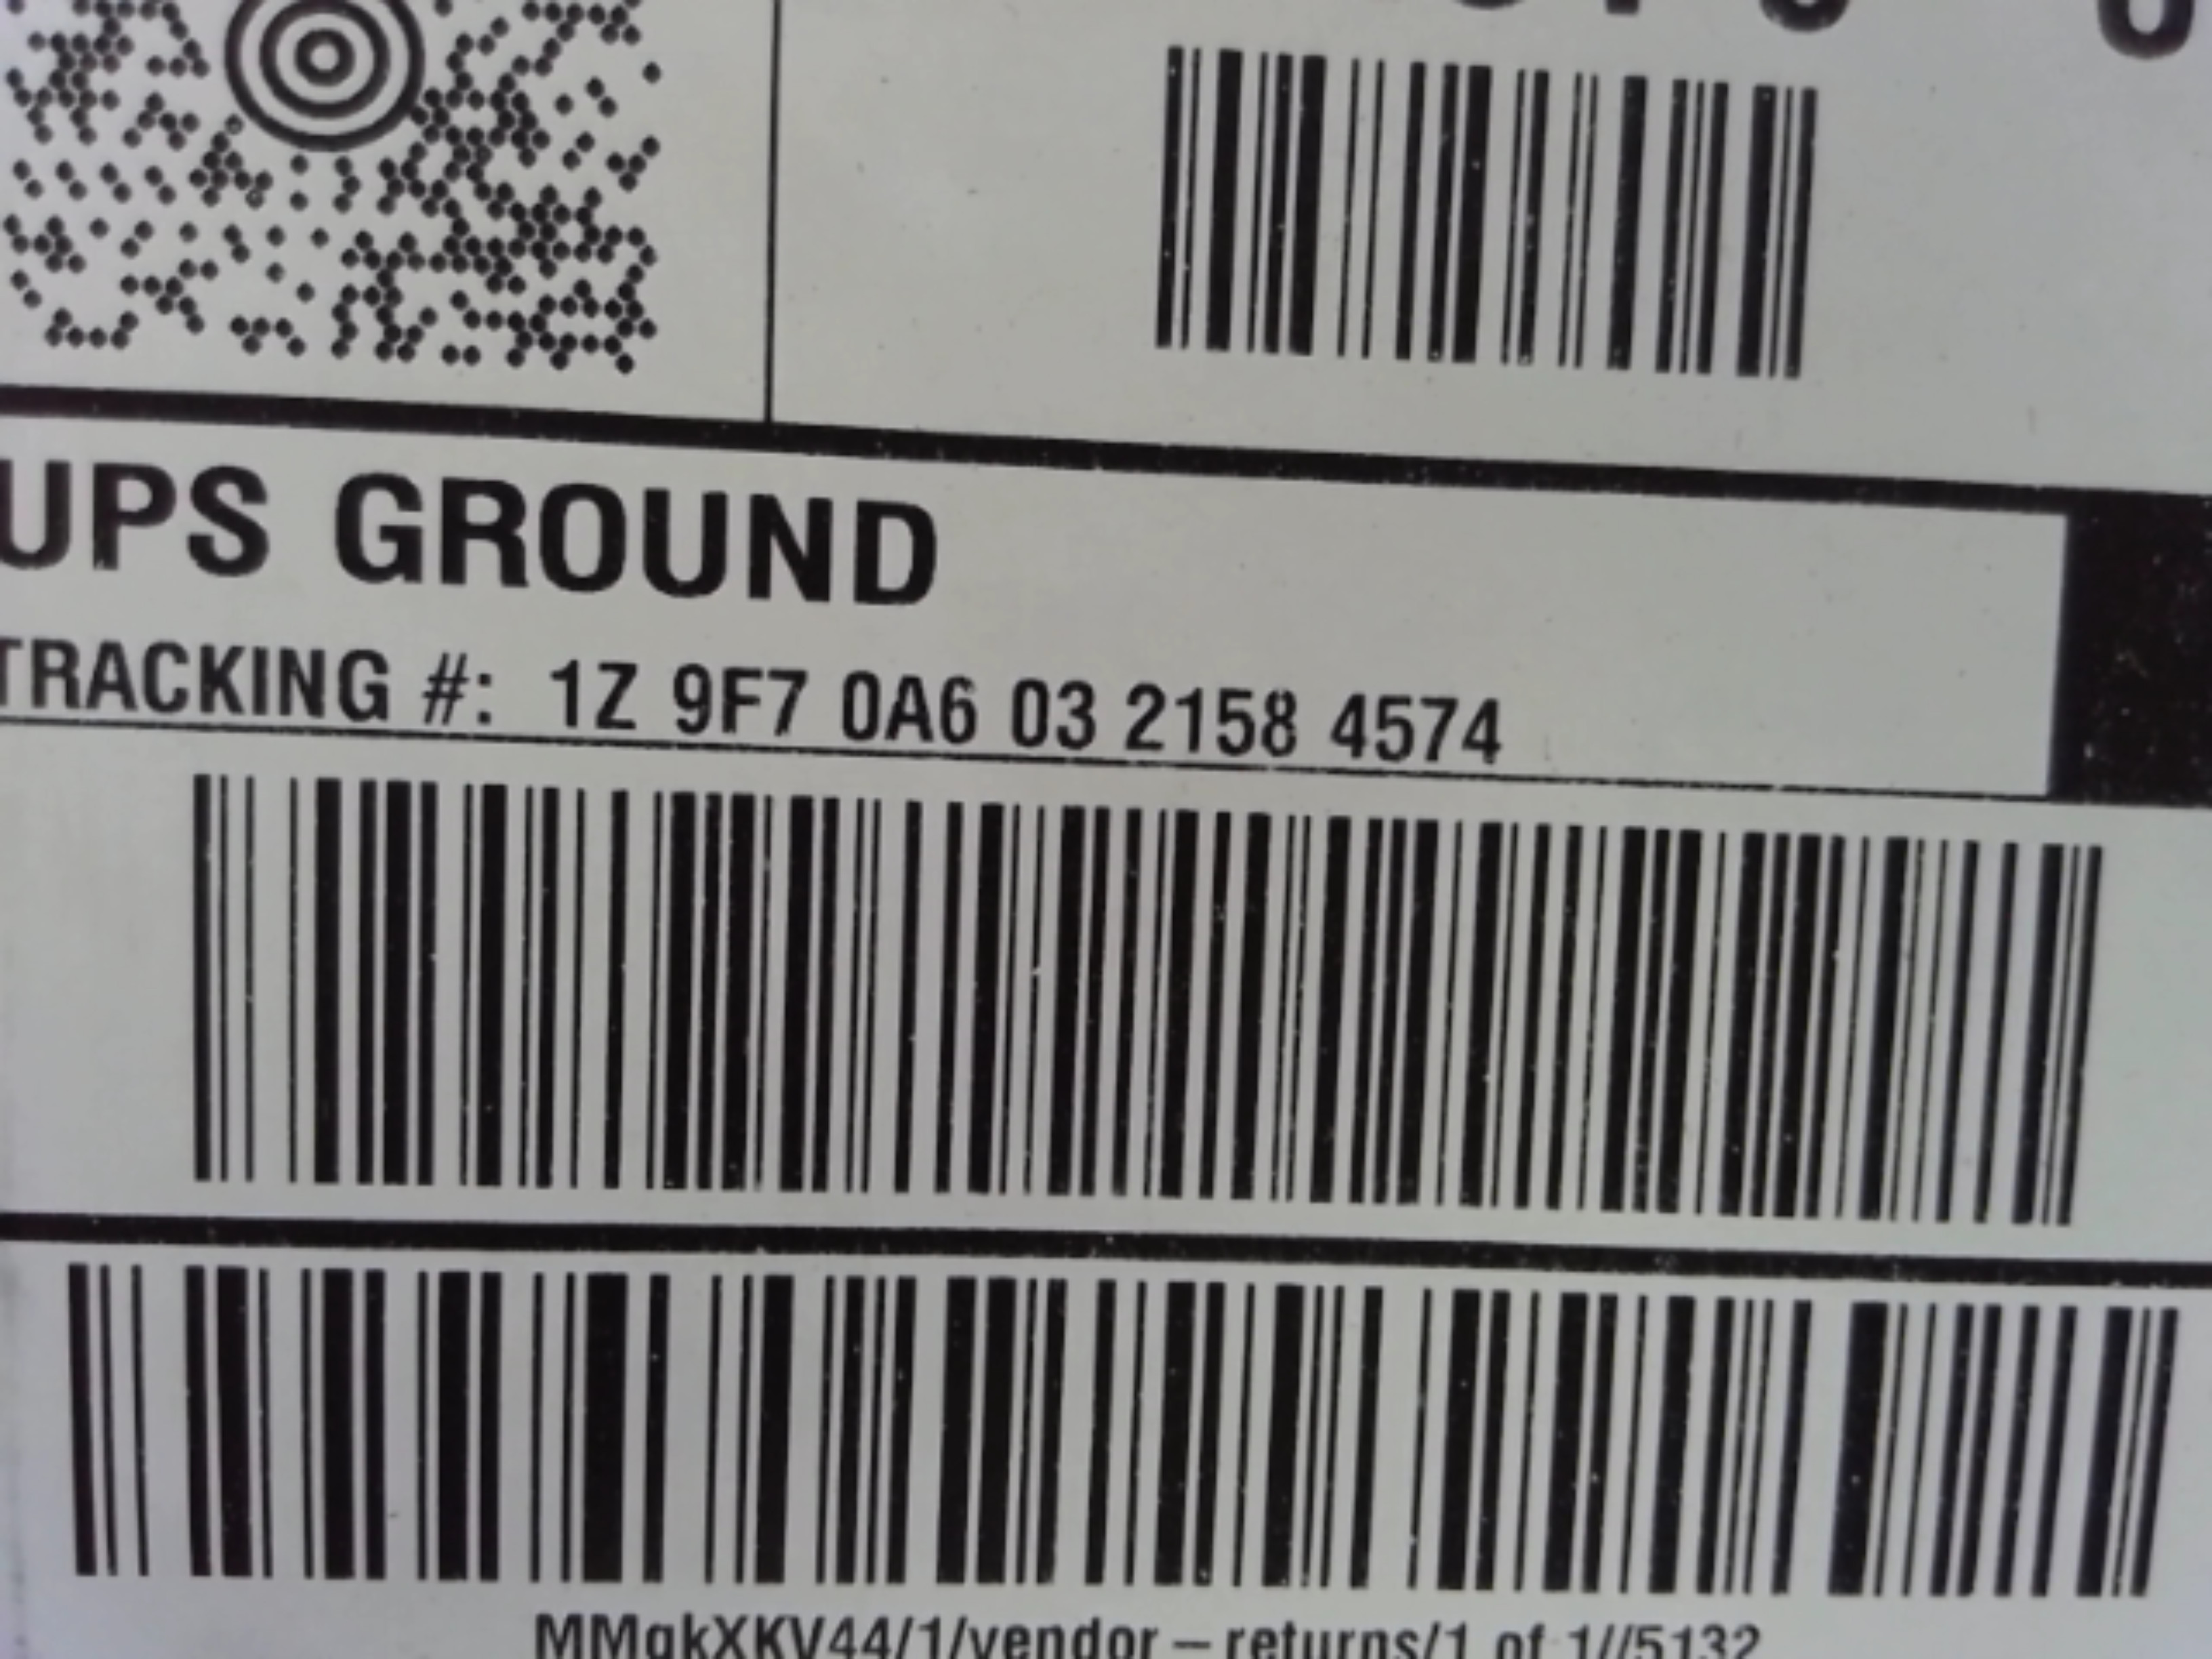 UPS GROUND
TRACKING #: 1Z 9F7 0A6 03 2158 4574
MMgkXKV44/1/vendor – returns/1 of 1//5132